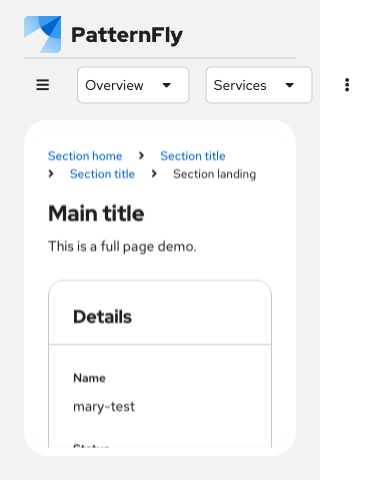 PatternFly
Overview
Services
Section home
Section title
Section title
Section landing
Main title
This is a full page demo.
Details
Name
mary-test